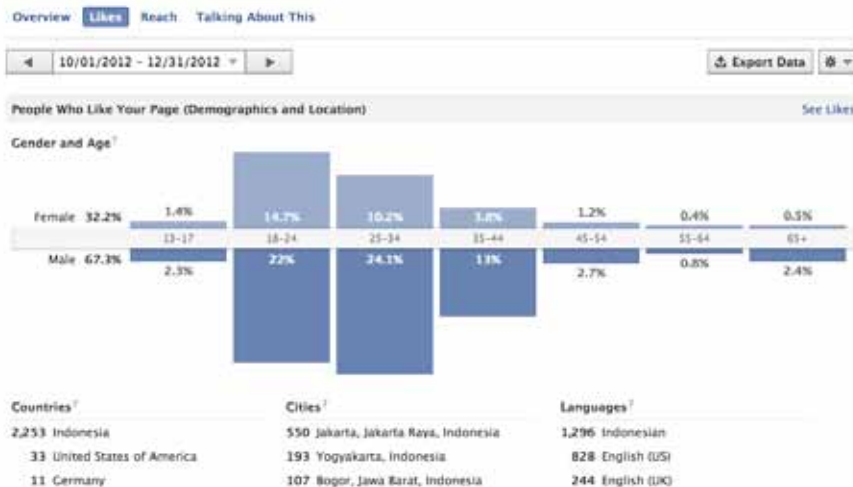 Overview Likes Reach Talking About This
10/01/2012 - 12/31/2012
Export Data
People Who Like Your Page (Demographics and Location) See Likes
Gender and Age ?
Female 32.2% 1.4% 14.7% 10.2% 3.8% 1.2% 0.4% 0.5%
13-17 18-24 25-34 35-44 45-54 55-64 65+
Male 67.3% 2.3% 22% 24.1% 13% 2.7% 0.8% 2.4%
Countries ? Cities ? Languages ?
2,253 Indonesia 550 Jakarta, Jakarta Raya, Indonesia 1,296 Indonesian
33 United States of America 193 Yogyakarta, Indonesia 828 English (US)
11 Germany 107 Bogor, Jawa Barat, Indonesia 244 English (UK)